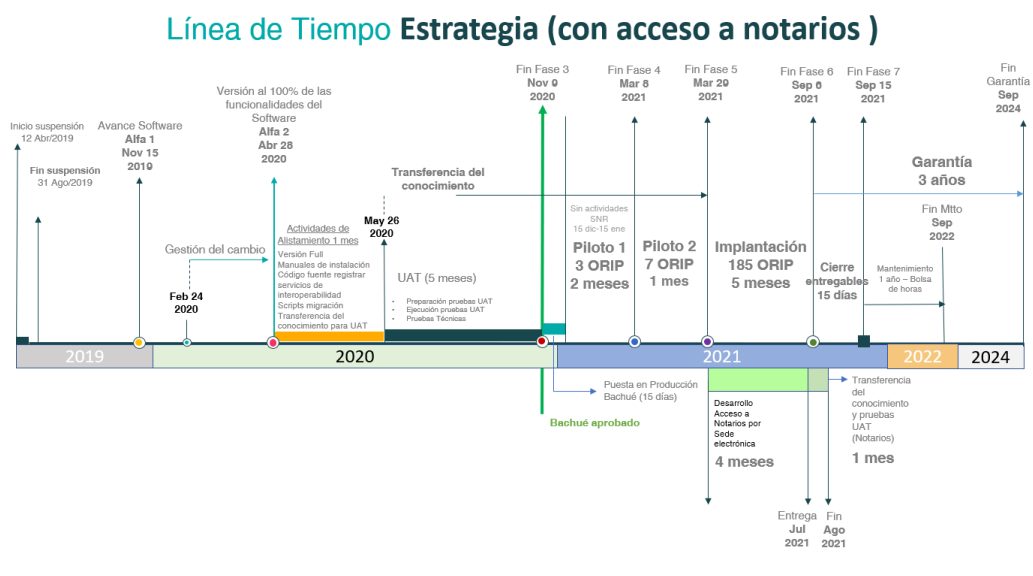 Línea de Tiempo Estrategia (con acceso a notarios )
Inicio suspensión
12 Abr/2019
Fin suspensión
31 Ago/2019
Avance Software
Alfa 1
Nov 15
2019
Gestión del cambio
Feb 24
2020
Versión al 100% de las
funcionalidades del
Software
Alfa 2
Abr 28
2020
Actividades de
Alistamiento 1 mes
Versión Full
Manuales de instalación
Código fuente registrar
servicios de
interoperabilidad
Scripts migración
Transferencia del
conocimiento para UAT
Transferencia del
conocimiento
May 26
2020
UAT (5 meses)
• Preparación pruebas UAT
• Ejecución pruebas UAT
• Pruebas Técnicas
Fin Fase 3
Nov 9
2020
Sin actividades
SNR
15 dic-15 ene
Piloto 1
3 ORIP
2 meses
Fin Fase 4
Mar 8
2021
Piloto 2
7 ORIP
1 mes
Fin Fase 5
Mar 29
2021
Implantación
185 ORIP
5 meses
Fin Fase 6
Sep 6
2021
Cierre
entregables
15 días
Fin Fase 7
Sep 15
2021
Garantía
3 años
Mantenimiento
1 año – Bolsa
de horas
Fin Mtto
Sep
2022
Fin
Garantía
Sep
2024
2019
2020
2021
2022
2024
Bachué aprobado
Puesta en Producción
Bachué (15 días)
Desarrollo
Acceso a
Notarios por
Sede
electrónica
4 meses
Transferencia
del
conocimiento
y pruebas
UAT
(Notarios)
1 mes
Entrega
Jul
2021
Fin
Ago
2021